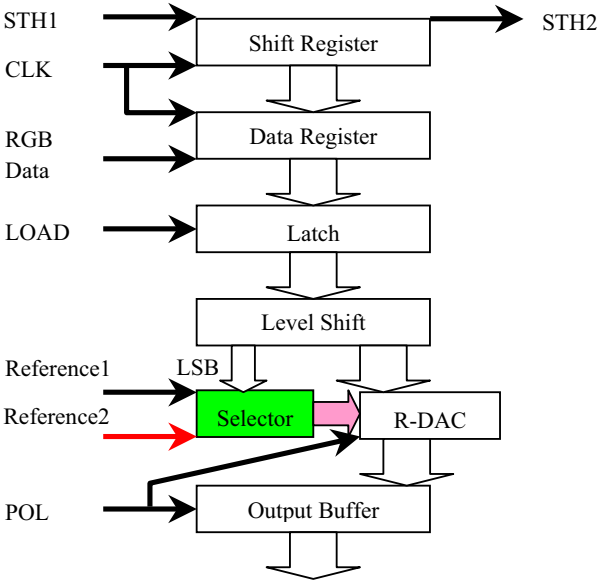 STH1
STH2
Shift Register
CLK
RGB
Data
Data Register
LOAD
Latch
Level Shift
Reference1
LSB
Reference2
Selector
R-DAC
POL
Output Buffer